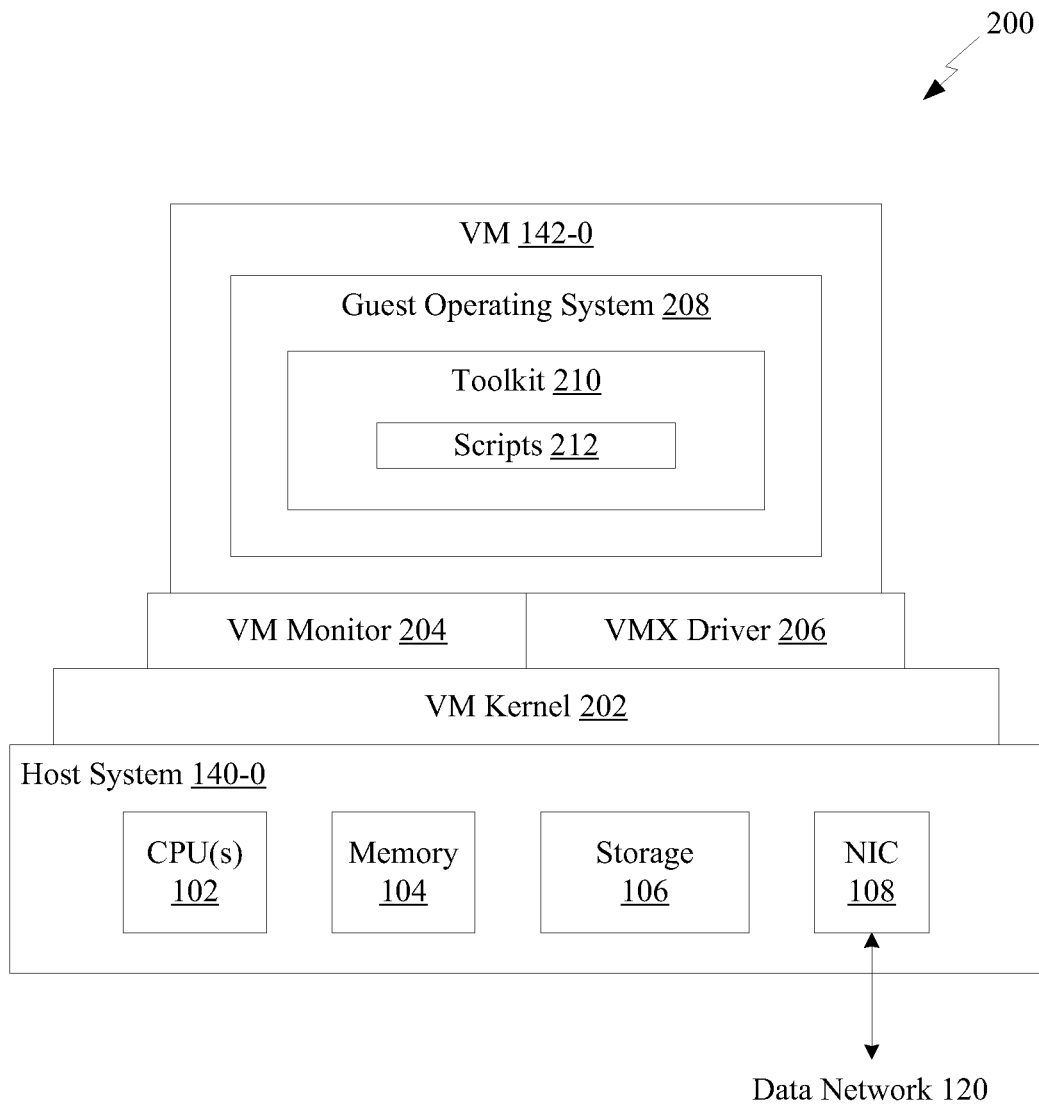 200
VM 142-0
Guest Operating System 208
Toolkit 210
Scripts 212
VM Monitor 204
VMX Driver 206
VM Kernel 202
Host System 140-0
CPU(s)
102
Memory
104
Storage
106
NIC
108
Data Network 120